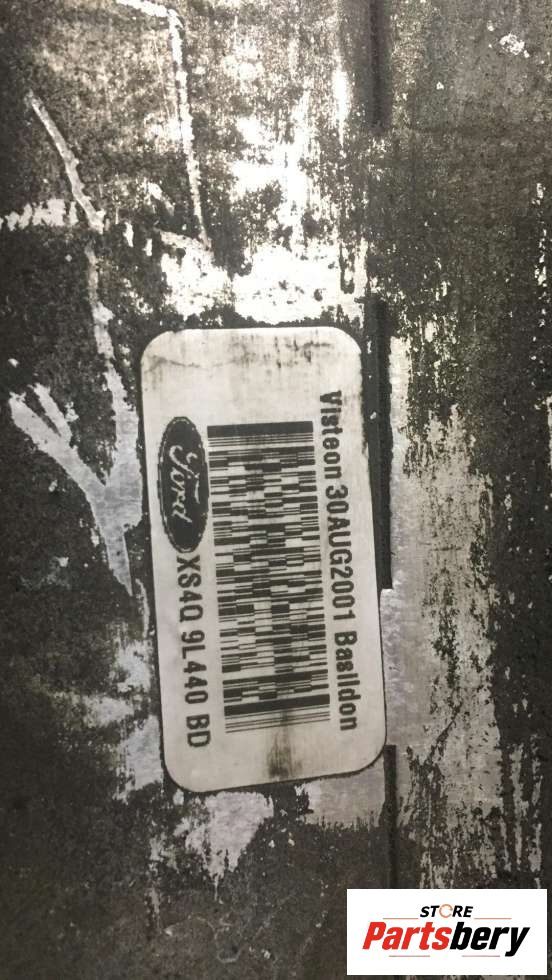 Visteon 30AUG2001 Basildon
Ford XS4Q 9L440 BD
STORE
Partsbery